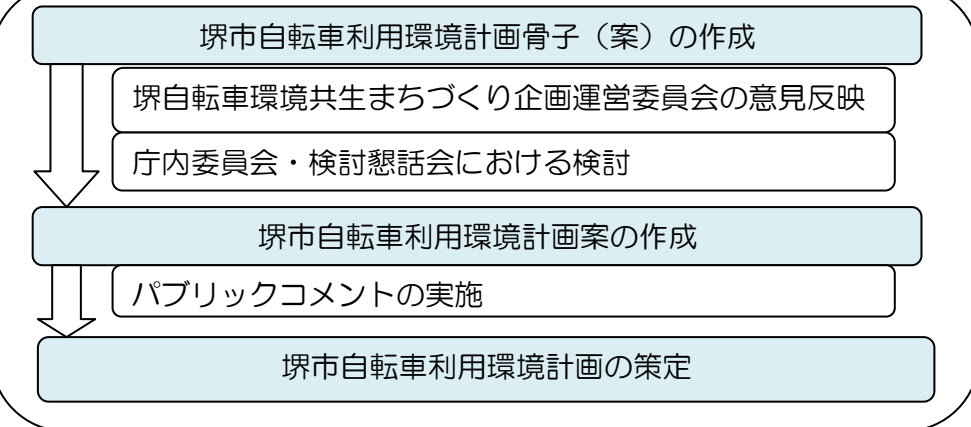 堺市自転車利用環境計画骨子（案）の作成
堺自転車環境共生まちづくり企画運営委員会の意見反映
庁内委員会・検討懇話会における検討
堺市自転車利用環境計画案の作成
パブリックコメントの実施
堺市自転車利用環境計画の策定